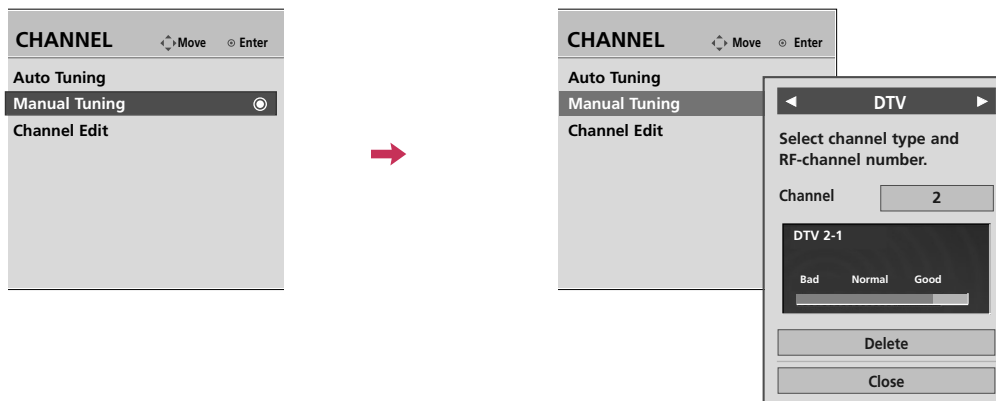 CHANNEL Move Enter
Auto Tuning
Manual Tuning
Channel Edit
CHANNEL Move Enter
Auto Tuning
Manual Tuning
Channel Edit
DTV
Select channel type and
RF-channel number.
Channel 2
DTV 2-1
Bad Normal Good
Delete
Close